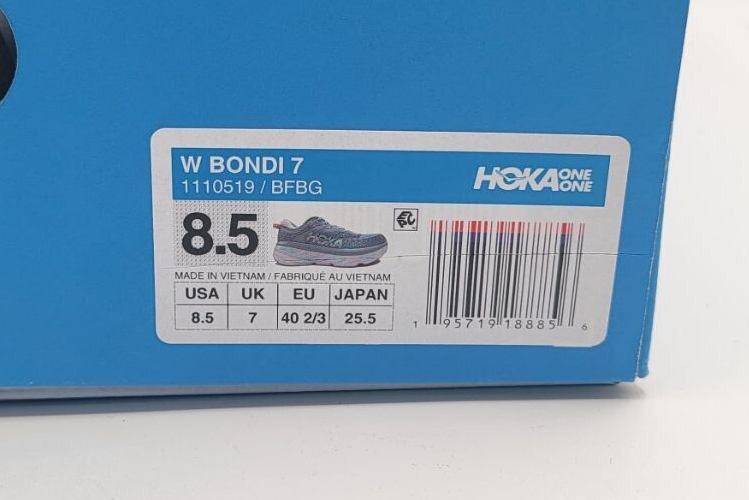 W BONDI 7
1110519 / BFBG
HOKA ONE ONE
8.5
HOKA
MADE IN VIETNAM / FABRIQUÉ AU VIETNAM
USA UK EU JAPAN
8.5 7 40 2/3 25.5
1 95719 18885 6